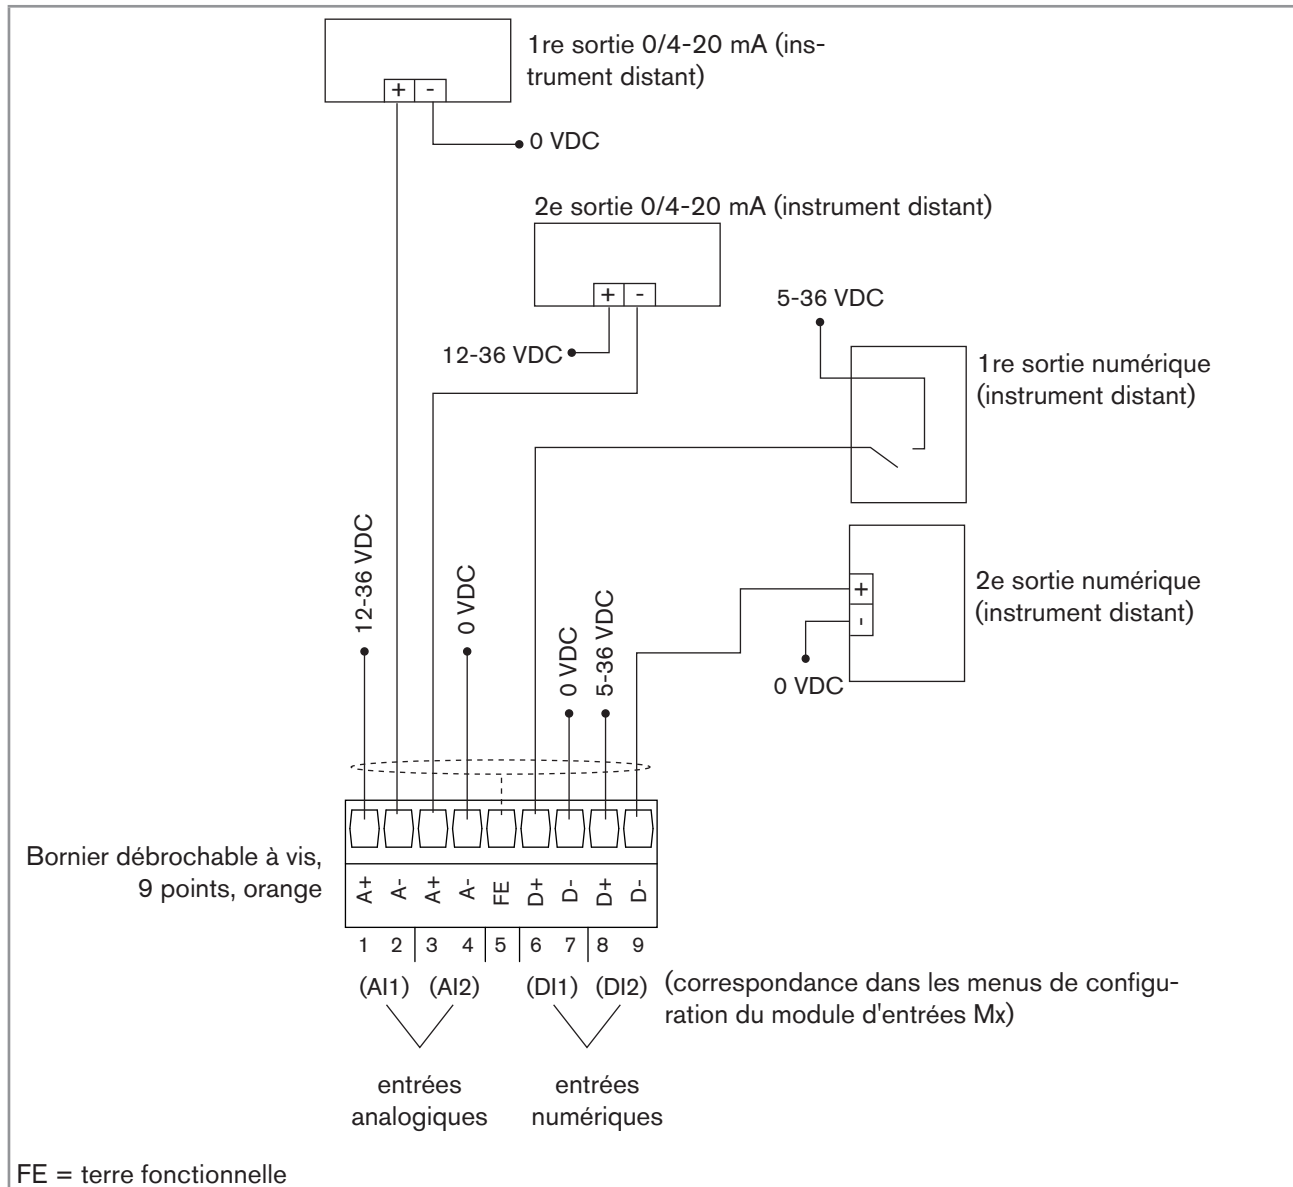 1re sortie 0/4-20 mA (ins-
trument distant)
+ -
0 VDC
2e sortie 0/4-20 mA (instrument distant)
+ -
12-36 VDC
5-36 VDC
1re sortie numérique
(instrument distant)
2e sortie numérique
(instrument distant)
+
-
0 VDC
12-36 VDC
0 VDC
0 VDC
5-36 VDC
Bornier débrochable à vis,
9 points, orange
A+ A- A+ A- FE D+ D- D+ D-
1 2 3 4 5 6 7 8 9
(AI1) (AI2) (DI1) (DI2)
(correspondance dans les menus de configu-
ration du module d'entrées Mx)
entrées
analogiques
entrées
numériques
FE = terre fonctionnelle